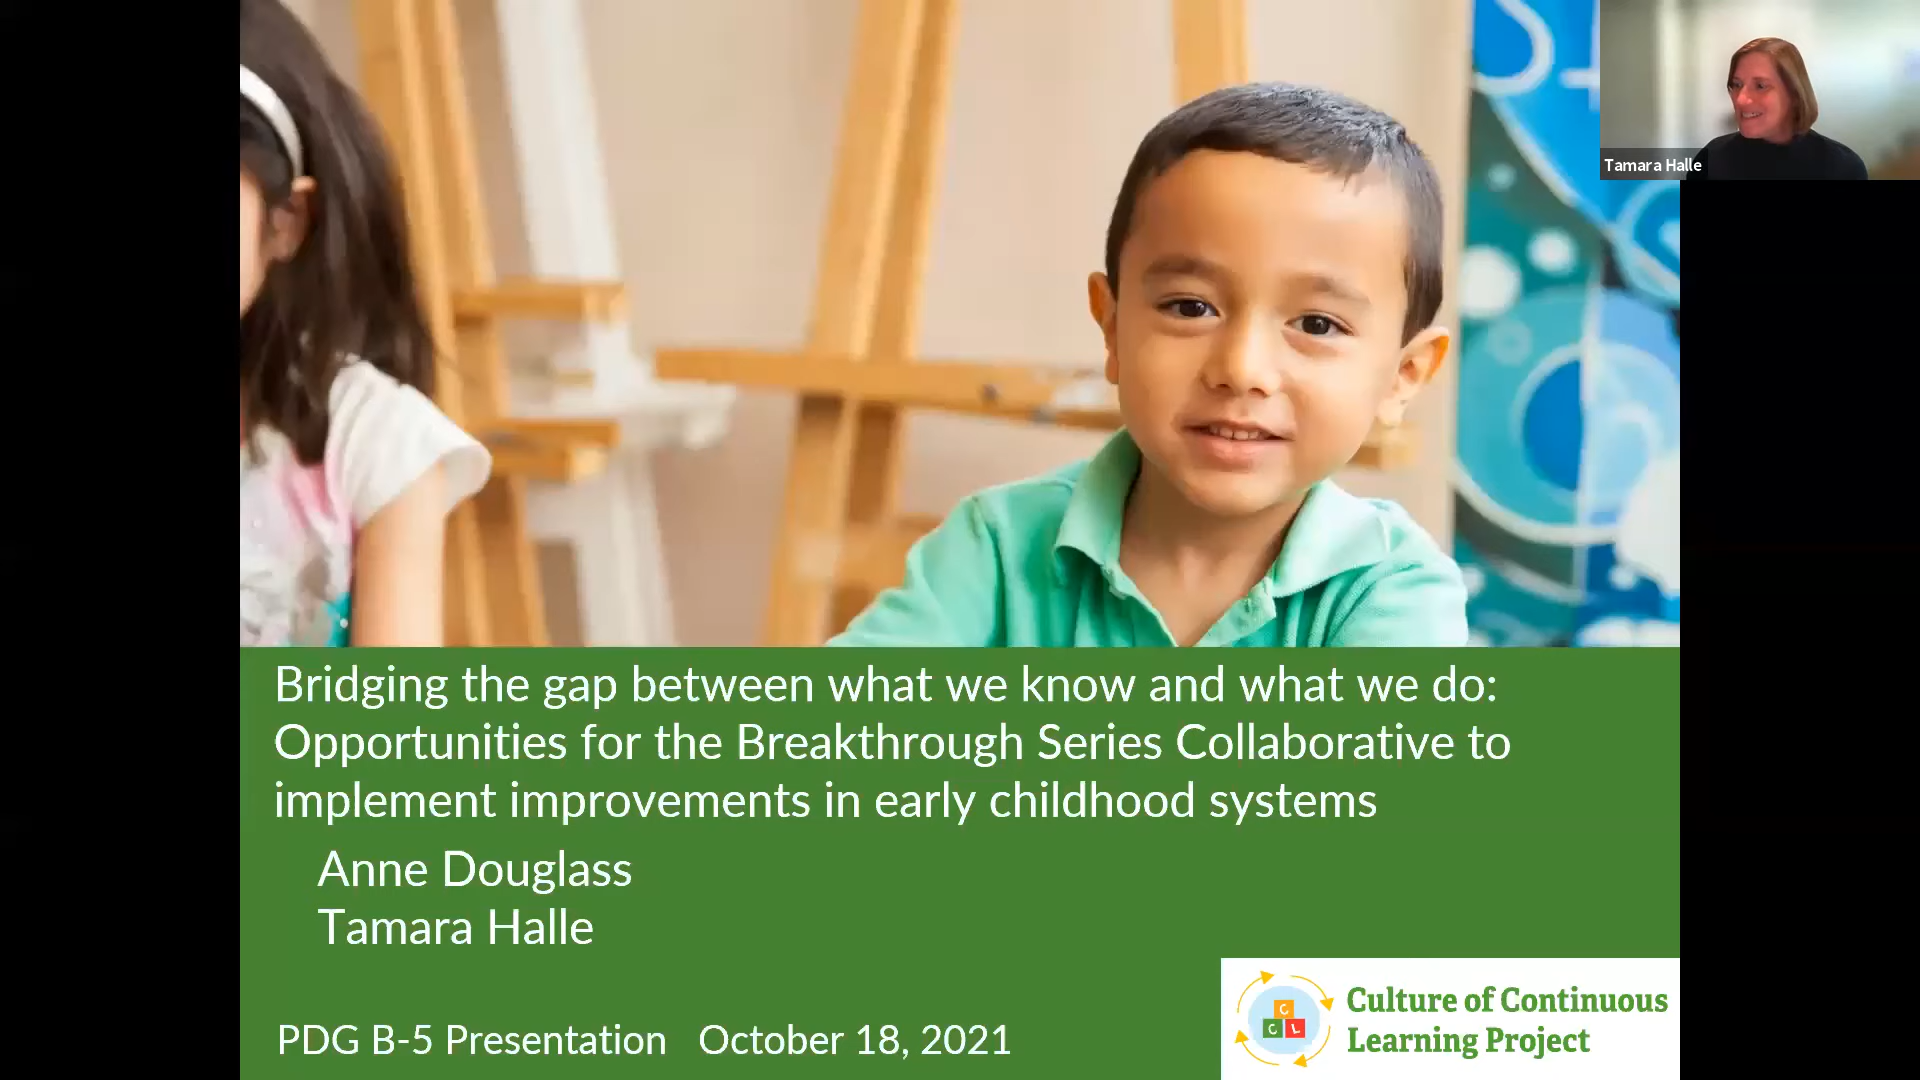 Tamara Halle
Bridging the gap between what we know and what we do:
Opportunities for the Breakthrough Series Collaborative to
implement improvements in early childhood systems
Anne Douglass
Tamara Halle
PDG B-5 Presentation October 18, 2021
C
C L
Culture of Continuous
Learning Project